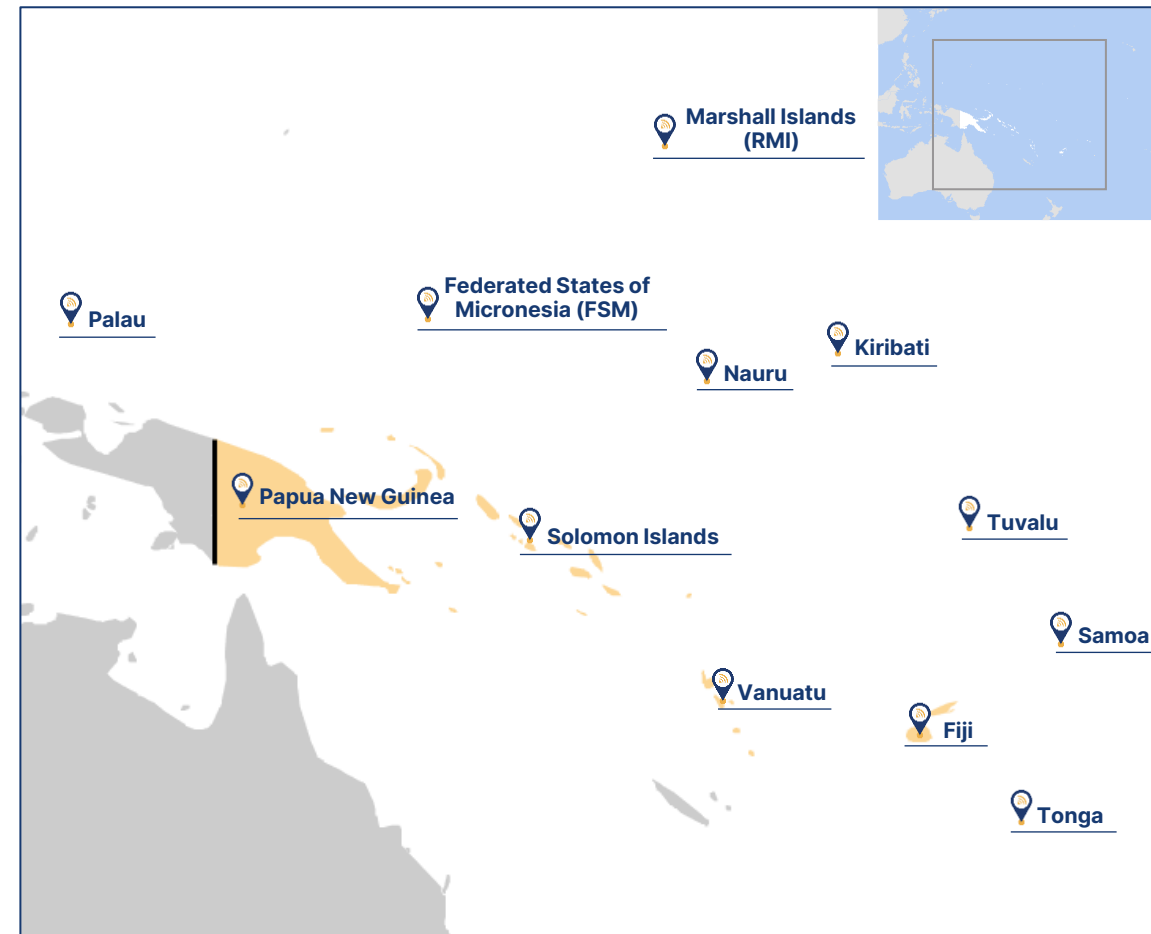 Marshall Islands
(RMI)
Federated States of
Micronesia (FSM)
Palau
Kiribati
Nauru
Papua New Guinea
Solomon Islands
Tuvalu
Samoa
Vanuatu
Fiji
Tonga